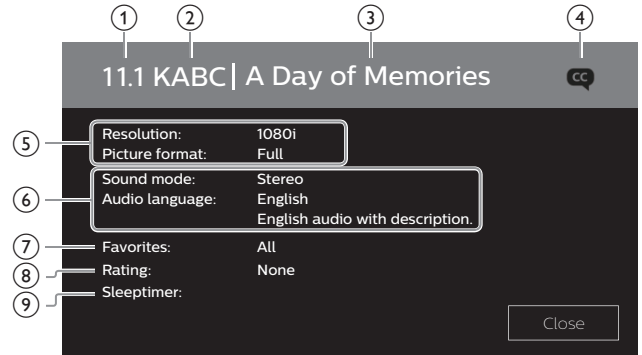 1 2 3 4
11.1 KABC | A Day of Memories CC
5 Resolution: 1080i
Picture format: Full
6 Sound mode: Stereo
Audio language: English
English audio with description.
7 Favorites: All
8 Rating: None
9 Sleeptimer:
Close